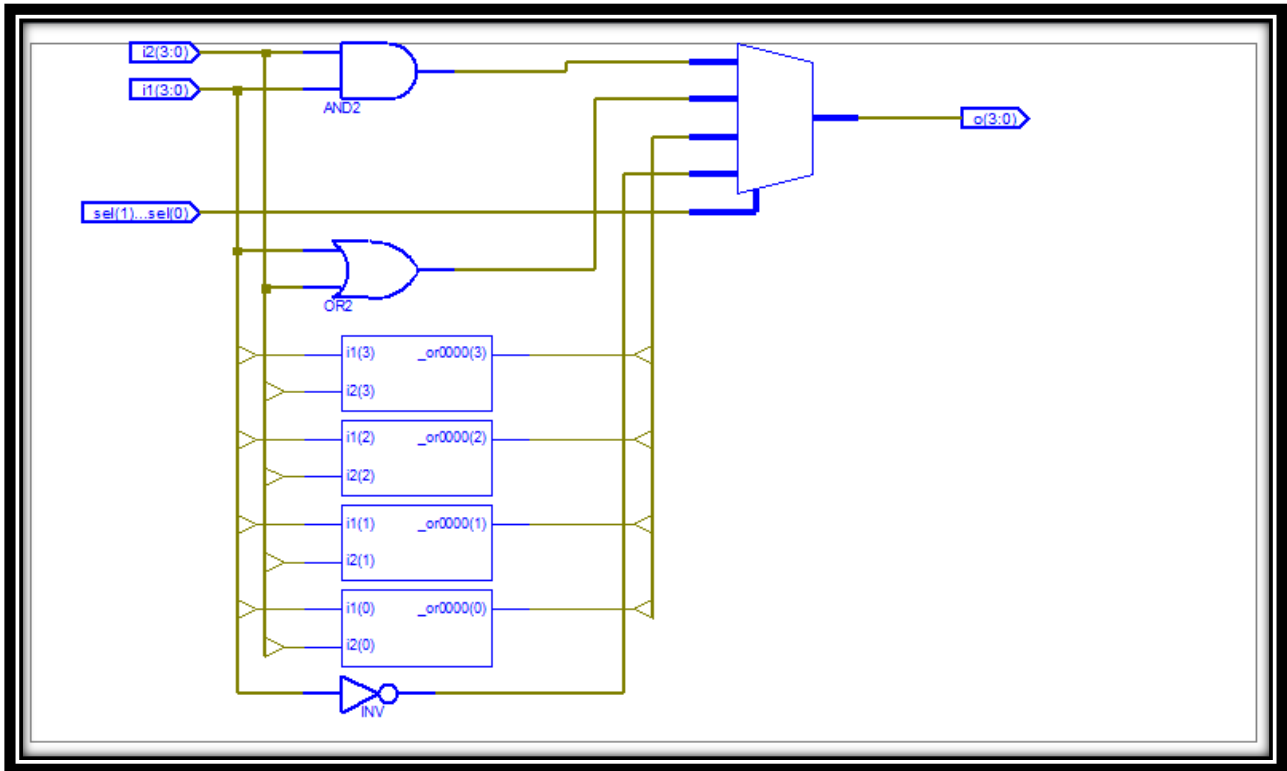 i2(3:0)
i1(3:0)
AND2
o(3:0)
sel(1)...sel(0)
OR2
i1(3) _or0000(3)
i2(3)
i1(2) _or0000(2)
i2(2)
i1(1) _or0000(1)
i2(1)
i1(0) _or0000(0)
i2(0)
INV